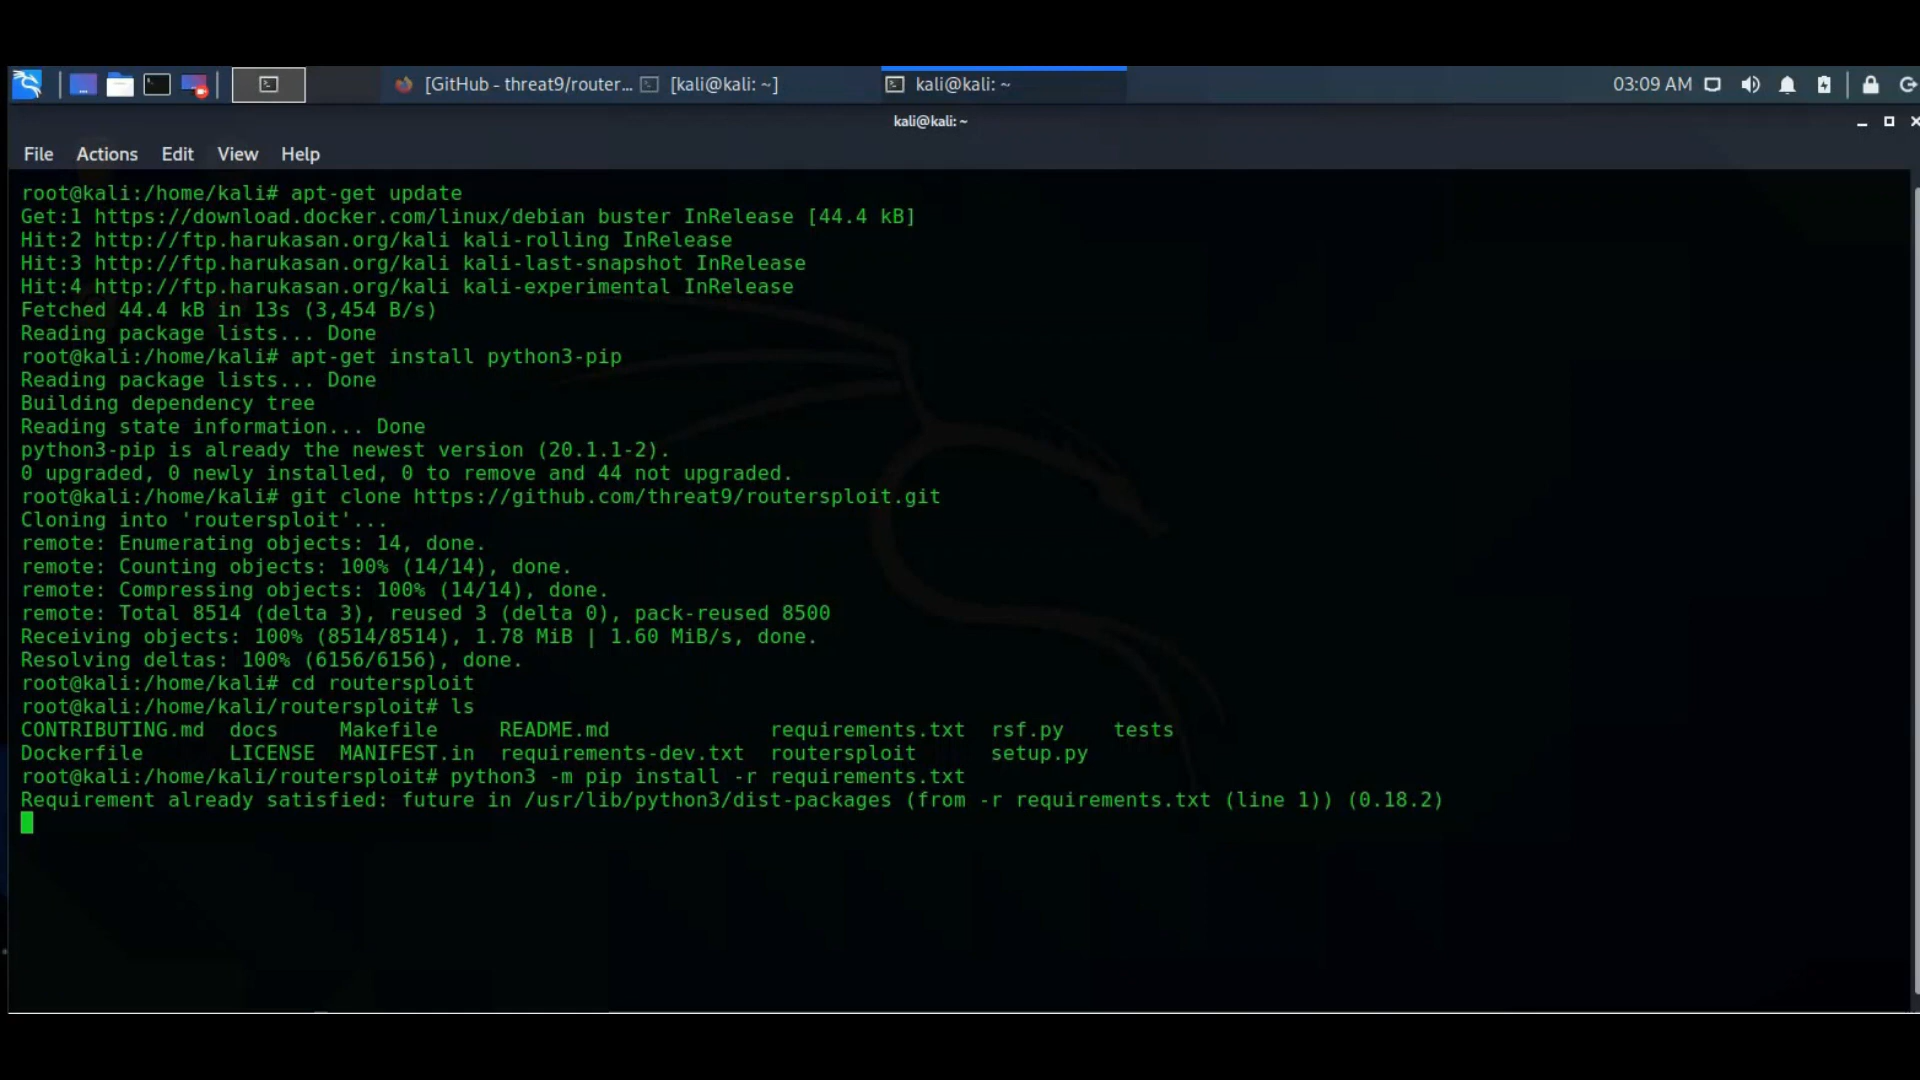 [GitHub - threat9/router... [kali@kali: ~] kali@kali: ~ 03:09 AM
kali@kali: ~
File Actions Edit View Help
root@kali:/home/kali# apt-get update
Get:1 https://download.docker.com/linux/debian buster InRelease [44.4 kB]
Hit:2 http://ftp.harukasan.org/kali kali-rolling InRelease
Hit:3 http://ftp.harukasan.org/kali kali-last-snapshot InRelease
Hit:4 http://ftp.harukasan.org/kali kali-experimental InRelease
Fetched 44.4 kB in 13s (3,454 B/s)
Reading package lists... Done
root@kali:/home/kali# apt-get install python3-pip
Reading package lists... Done
Building dependency tree
Reading state information... Done
python3-pip is already the newest version (20.1.1-2).
0 upgraded, 0 newly installed, 0 to remove and 44 not upgraded.
root@kali:/home/kali# git clone https://github.com/threat9/routersploit.git
Cloning into 'routersploit'...
remote: Enumerating objects: 14, done.
remote: Counting objects: 100% (14/14), done.
remote: Compressing objects: 100% (14/14), done.
remote: Total 8514 (delta 3), reused 3 (delta 0), pack-reused 8500
Receiving objects: 100% (8514/8514), 1.78 MiB | 1.60 MiB/s, done.
Resolving deltas: 100% (6156/6156), done.
root@kali:/home/kali# cd routersploit
root@kali:/home/kali/routersploit# ls
CONTRIBUTING.md docs Makefile README.md requirements.txt rsf.py tests
Dockerfile LICENSE MANIFEST.in requirements-dev.txt routersploit setup.py
root@kali:/home/kali/routersploit# python3 -m pip install -r requirements.txt
Requirement already satisfied: future in /usr/lib/python3/dist-packages (from -r requirements.txt (line 1)) (0.18.2)